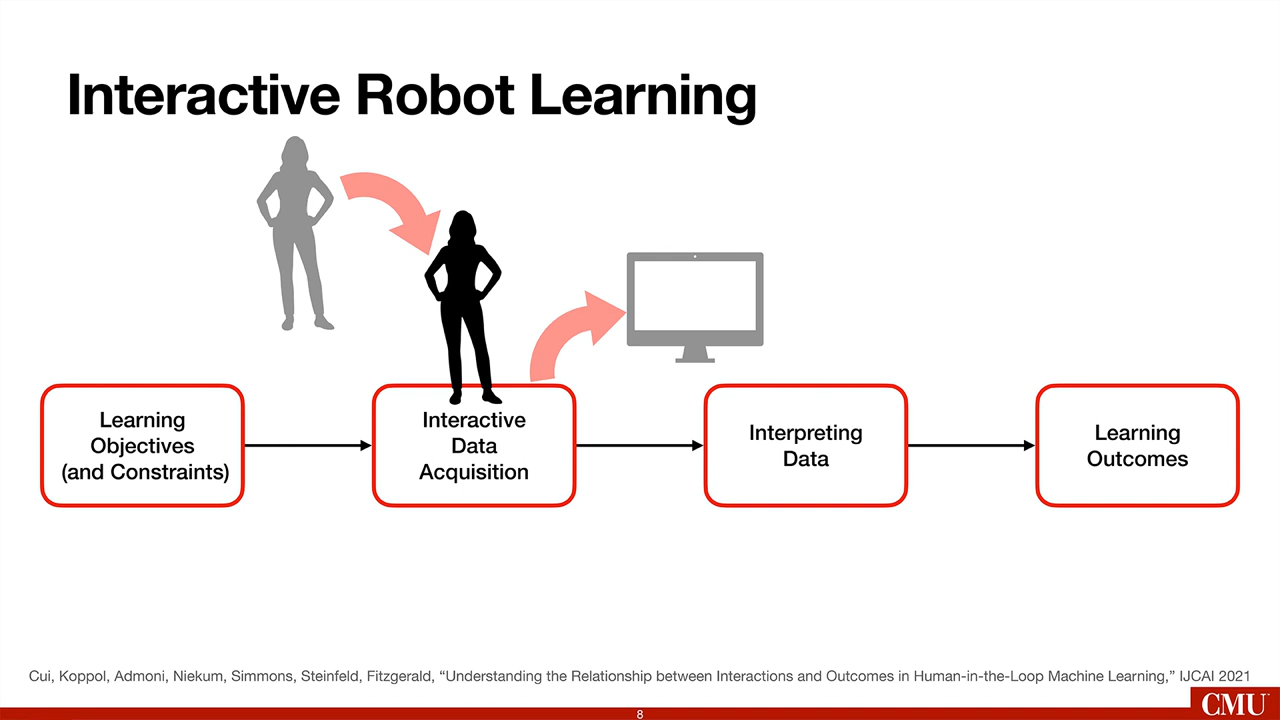 Interactive Robot Learning
Learning
Objectives
(and Constraints)
Interactive
Data
Acquisition
Interpreting
Data
Learning
Outcomes
Cui, Koppol, Admoni, Niekum, Simmons, Steinfeld, Fitzgerald, “Understanding the Relationship between Interactions and Outcomes in Human-in-the-Loop Machine Learning,” IJCAI 2021
8
CMU